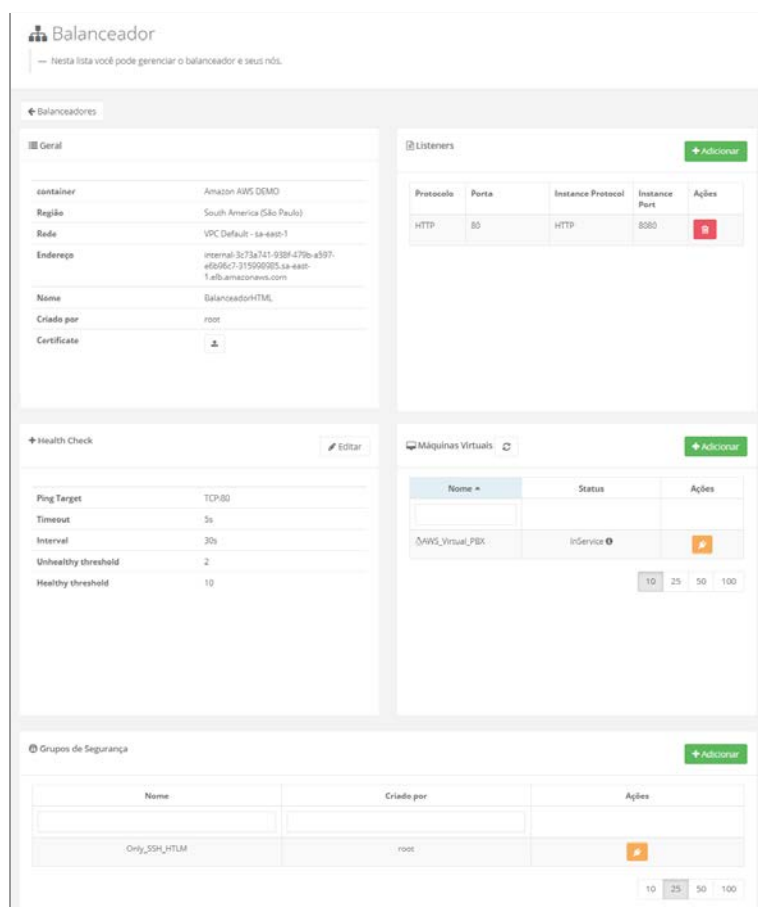 Balanceador
— Nesta lista você pode gerenciar o balanceador e seus nós.
Balanceadores
Geral
container Amazon AWS DEMO
Região South America (São Paulo)
Rede VPC Default - sa-east-1
Endereço internal-3c73a741-938f-479b-a597-
e6b96c7-315998985.sa-east-
1.elb.amazonaws.com
Nome BalanceadorHTML
Criado por root
Certificate
Listeners
Adicionar
Protocolo Porta Instance Protocol Instance Port Ações
HTTP 80 HTTP 8080
Health Check
Editar
Ping Target TCP:80
Timeout 5s
Interval 30s
Unhealthy threshold 2
Healthy threshold 10
Máquinas Virtuais
Adicionar
Nome Status Ações
AWS_Virtual_PBX InService
10 25 50 100
Grupos de Segurança
Adicionar
Nome Criado por Ações
Only_SSH_HTLM root
10 25 50 100